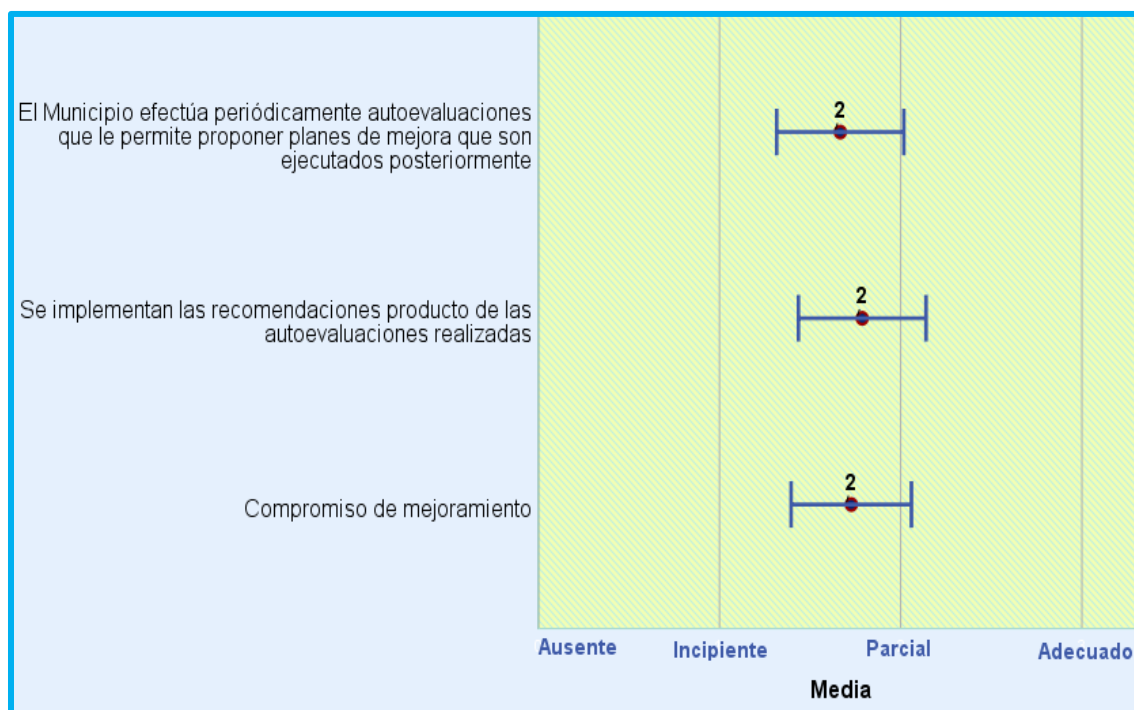 El Municipio efectúa periódicamente autoevaluaciones
que le permite proponer planes de mejora que son
ejecutados posteriormente
2
Se implementan las recomendaciones producto de las
autoevaluaciones realizadas
2
Compromiso de mejoramiento
2
Ausente Incipiente Parcial Adecuado
Media